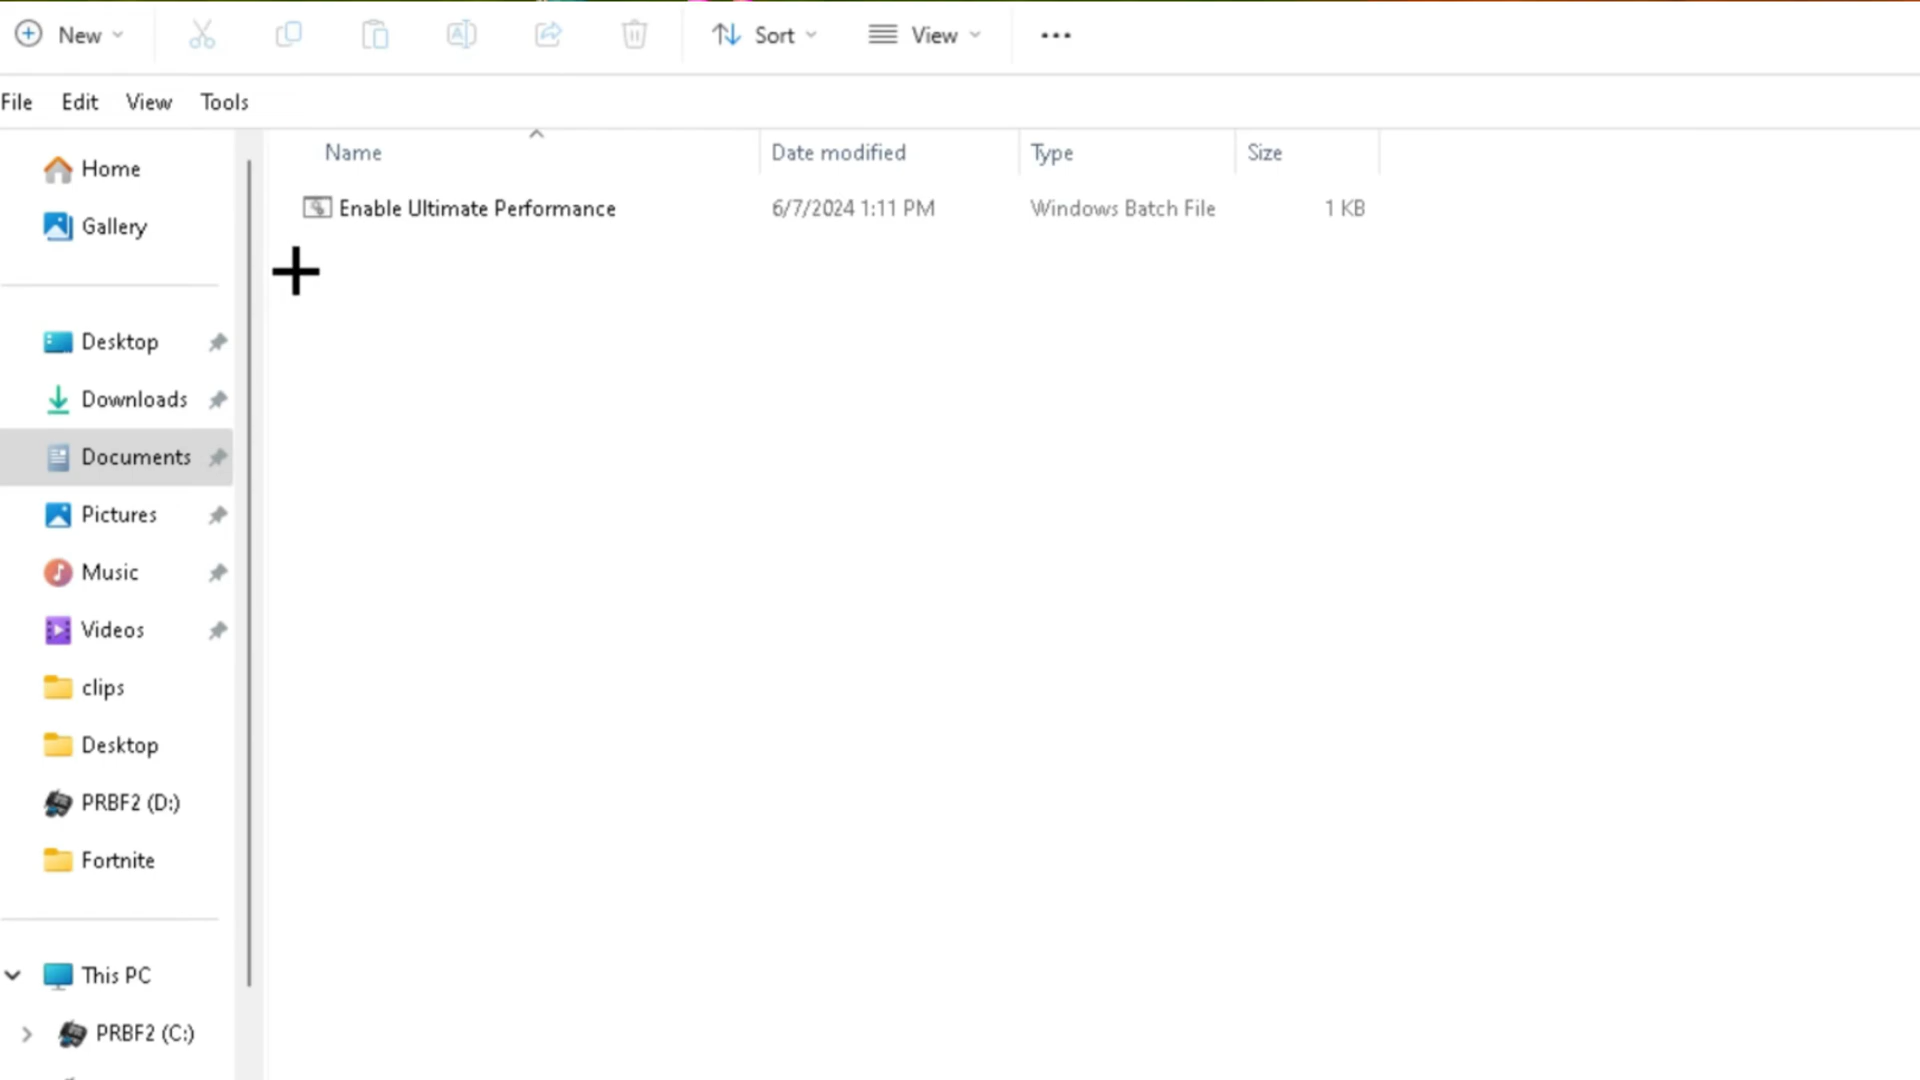 New
Sort
View
File Edit View Tools
Name Date modified Type Size
Enable Ultimate Performance 6/7/2024 1:11 PM Windows Batch File 1 KB
Home
Gallery
Desktop
Downloads
Documents
Pictures
Music
Videos
clips
Desktop
PRBF2 (D:)
Fortnite
This PC
PRBF2 (C:)